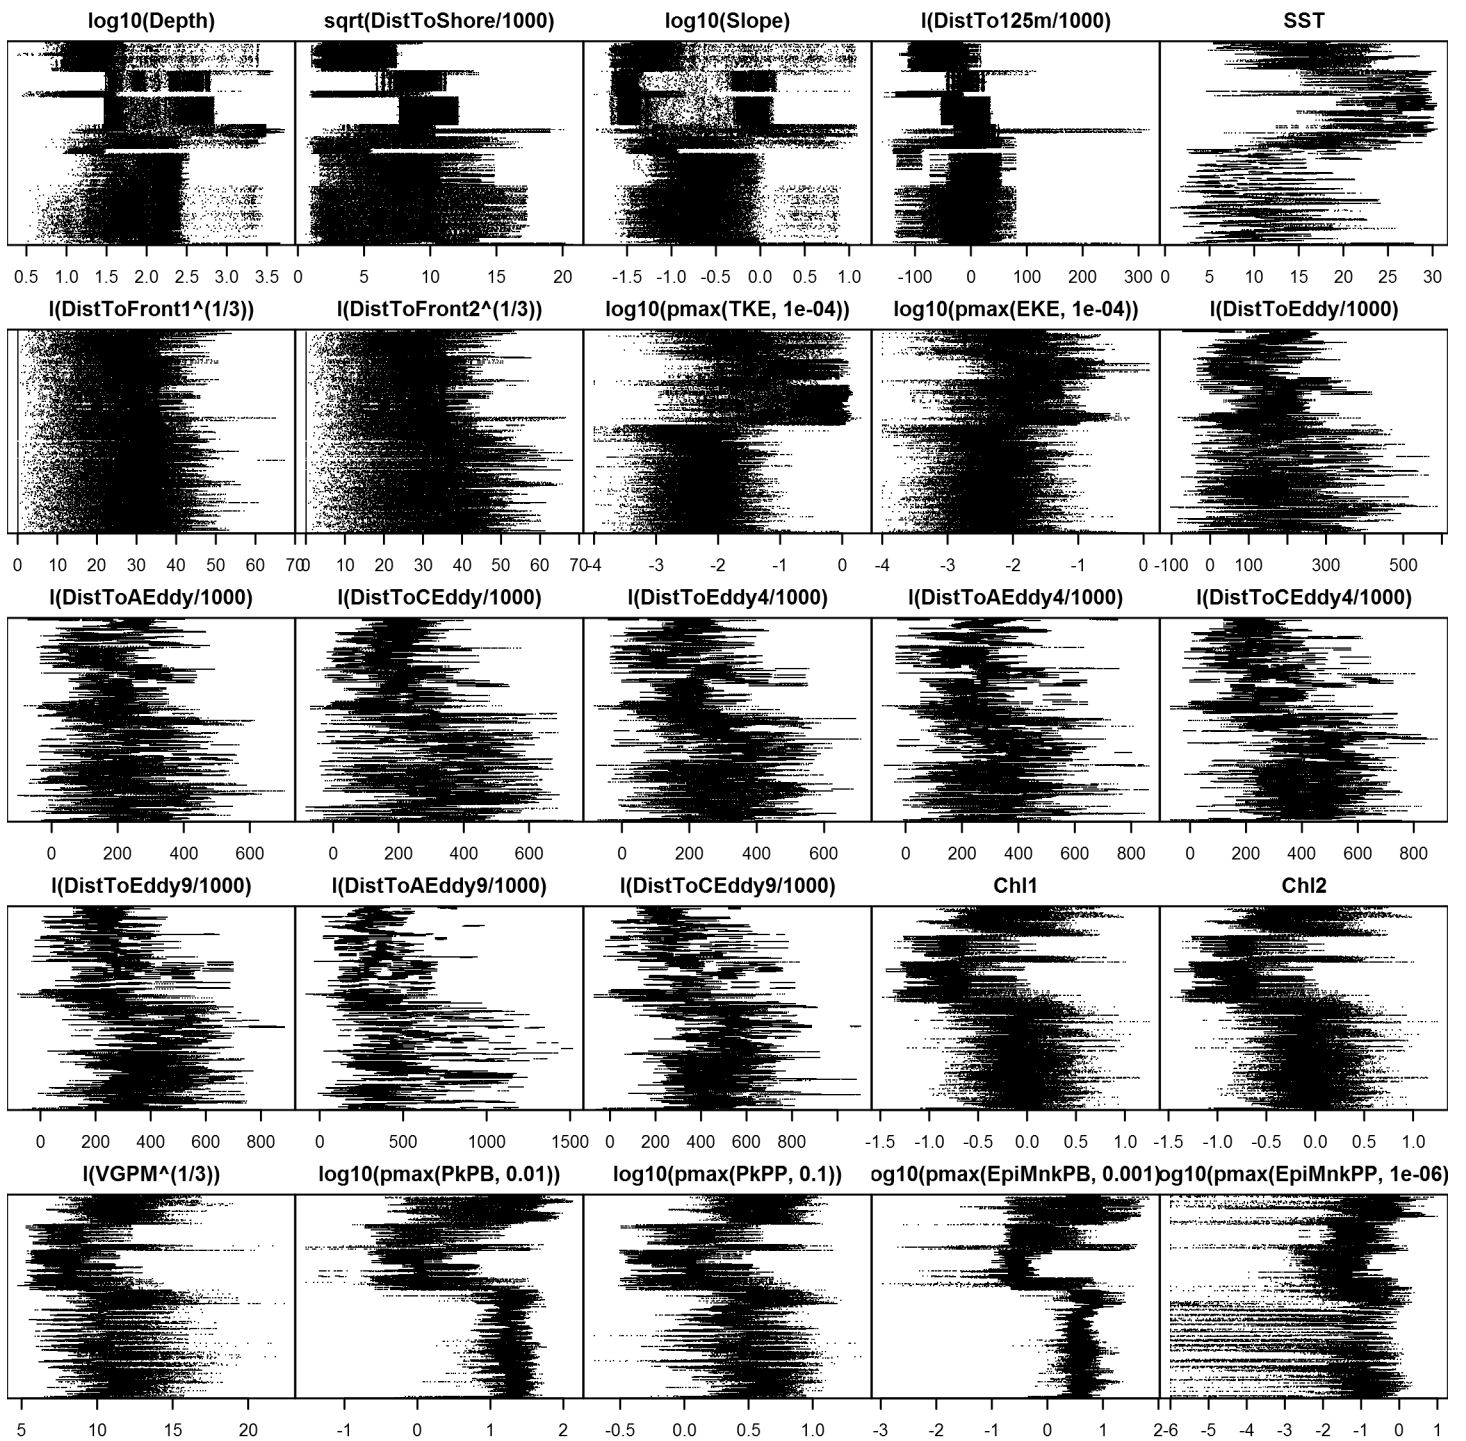 log10(Depth) sqrt(DistToShore/1000) log10(Slope) I(DistTo125m/1000) SST
0.5 1.0 1.5 2.0 2.5 3.0 3.5 0 5 10 15 20 -1.5 -1.0 -0.5 0.0 0.5 1.0 -100 0 100 200 300 0 5 10 15 20 25 30
I(DistToFront1^(1/3)) I(DistToFront2^(1/3)) log10(pmax(TKE, 1e-04)) log10(pmax(EKE, 1e-04)) I(DistToEddy/1000)
0 10 20 30 40 50 60 70 0 10 20 30 40 50 60 70 -4 -3 -2 -1 0 -4 -3 -2 -1 0 -100 0 100 300 500
I(DistToAEddy/1000) I(DistToCEddy/1000) I(DistToEddy4/1000) I(DistToAEddy4/1000) I(DistToCEddy4/1000)
0 200 400 600 0 200 400 600 0 200 400 600 0 200 400 600 800 0 200 400 600 800
I(DistToEddy9/1000) I(DistToAEddy9/1000) I(DistToCEddy9/1000) Chl1 Chl2
0 200 400 600 800 0 500 1000 1500 0 200 400 600 800 -1.5 -1.0 -0.5 0.0 0.5 1.0 -1.5 -1.0 -0.5 0.0 0.5 1.0
I(VGPM^(1/3)) log10(pmax(PkPB, 0.01)) log10(pmax(PkPP, 0.1)) og10(pmax(EpiMnkPB, 0.001) og10(pmax(EpiMnkPP, 1e-06)
5 10 15 20 -1 0 1 2 -0.5 0.0 0.5 1.0 -3 -2 -1 0 1 2 -6 -5 -4 -3 -2 -1 0 1